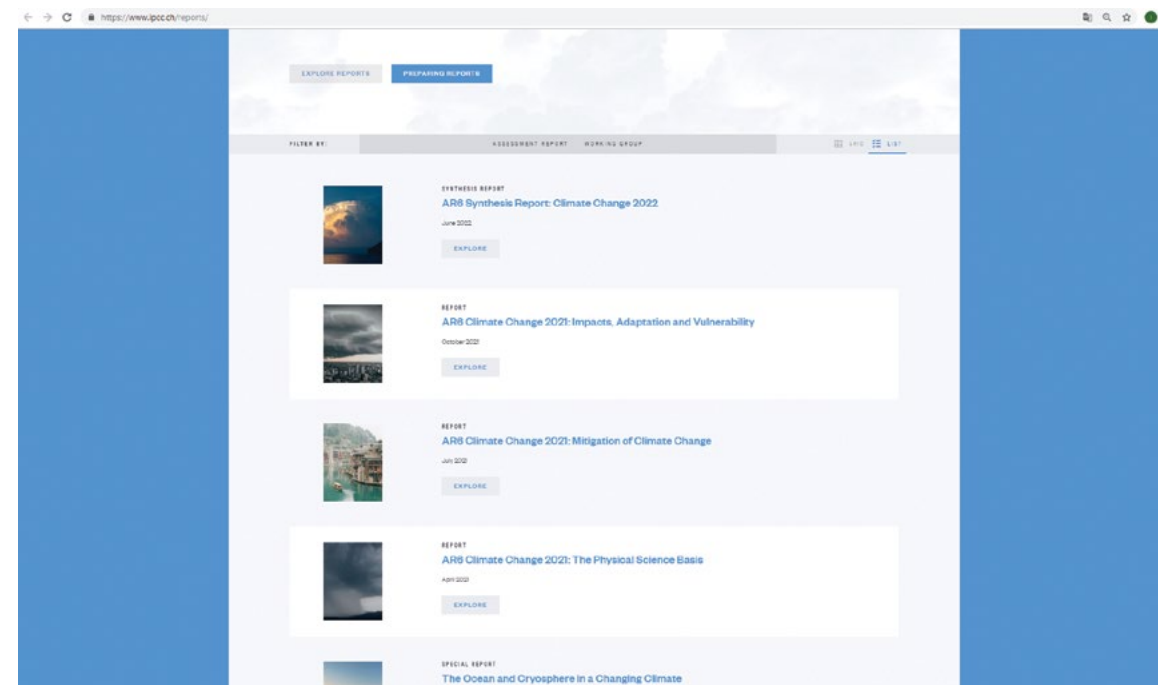 https://www.ipcc.ch/reports/
EXPLORE REPORTS
PREPARING REPORTS
FILTER BY:
ASSESSMENT REPORT
WORKING GROUP
GRID
LIST
SYNTHESIS REPORT
AR6 Synthesis Report: Climate Change 2022
June 2022
EXPLORE
REPORT
AR6 Climate Change 2021: Impacts, Adaptation and Vulnerability
October 2021
EXPLORE
REPORT
AR6 Climate Change 2021: Mitigation of Climate Change
July 2021
EXPLORE
REPORT
AR6 Climate Change 2021: The Physical Science Basis
April 2021
EXPLORE
SPECIAL REPORT
The Ocean and Cryosphere in a Changing Climate